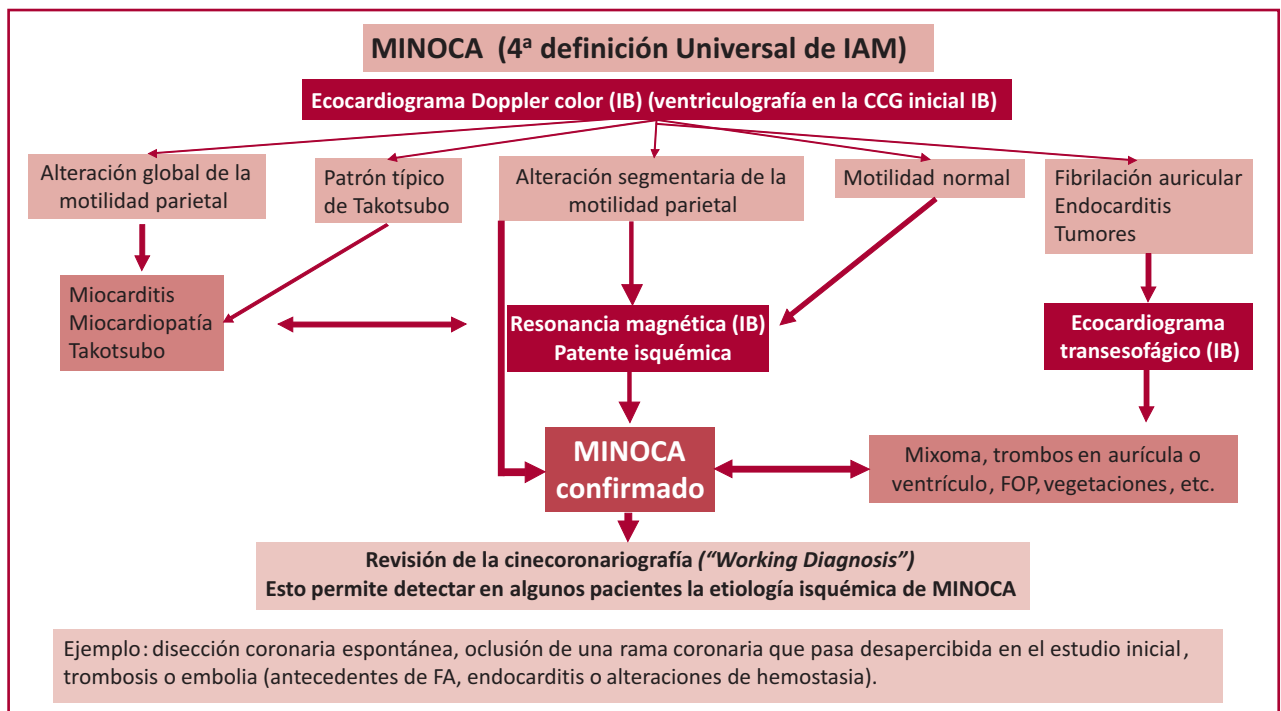 MINOCA (4ª definición Universal de IAM)
Ecocardiograma Doppler color (IB) (ventriculografía en la CCG inicial IB)
Alteración global de la
motilidad parietal
Patrón típico
de Takotsubo
Alteración segmentaria de la
motilidad parietal
Motilidad normal
Fibrilación auricular
Endocarditis
Tumores
Miocarditis
Miocardiopatía
Takotsubo
Resonancia magnética (IB)
Patente isquémica
Ecocardiograma
transesofágico (IB)
MINOCA
confirmado
Mixoma, trombos en aurícula o
ventrículo, FOP, vegetaciones, etc.
Revisión de la cinecoronariografía (“Working Diagnosis”)
Esto permite detectar en algunos pacientes la etiología isquémica de MINOCA
Ejemplo: disección coronaria espontánea, oclusión de una rama coronaria que pasa desapercibida en el estudio inicial,
trombosis o embolia (antecedentes de FA, endocarditis o alteraciones de hemostasia).